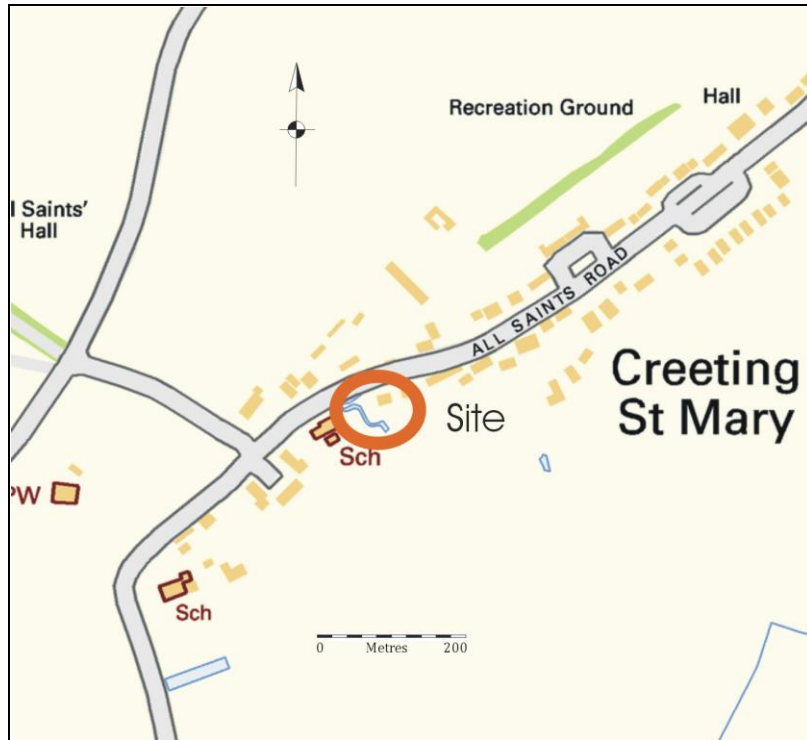 Recreation Ground
Hall
l Saints'
Hall
ALL SAINTS ROAD
Creeting
St Mary
Site
Sch
PW
Sch
0 Metres 200